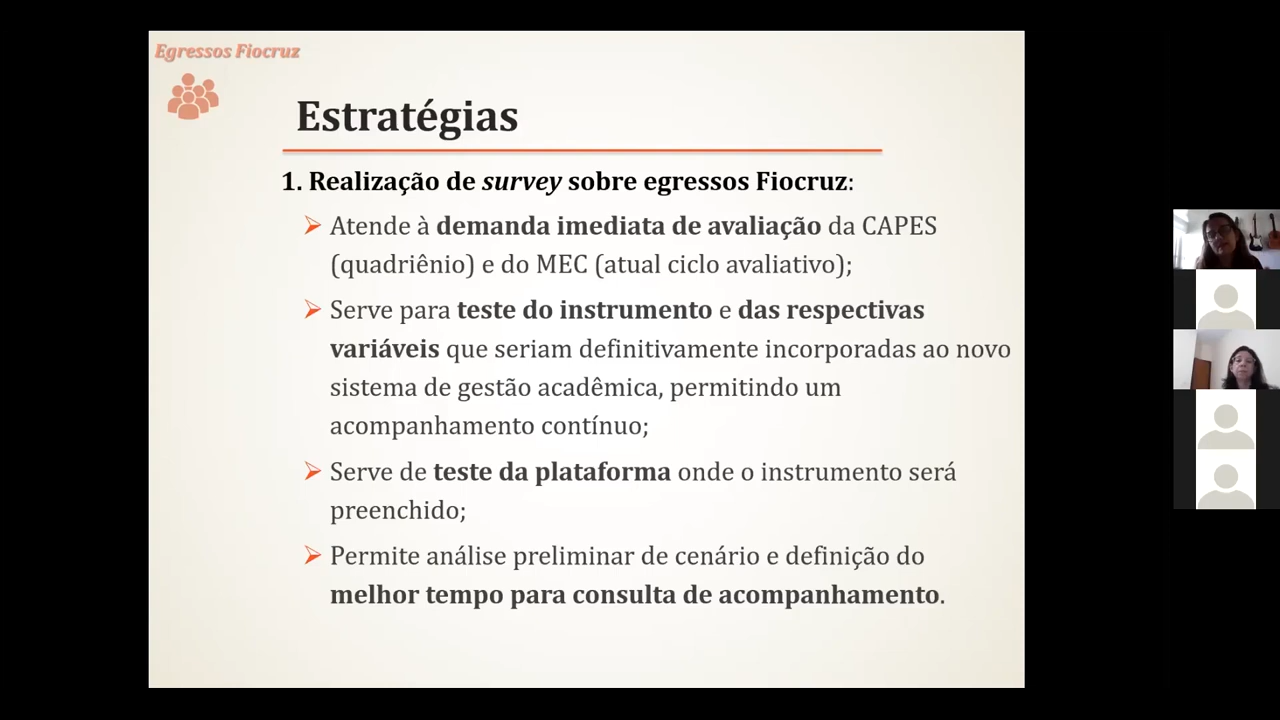 Egressos Fiocruz
Estratégias
1. Realização de survey sobre egressos Fiocruz:
Atende à demanda imediata de avaliação da CAPES
(quadriênio) e do MEC (atual ciclo avaliativo);
Serve para teste do instrumento e das respectivas
variáveis que seriam definitivamente incorporadas ao novo
sistema de gestão acadêmica, permitindo um
acompanhamento contínuo;
Serve de teste da plataforma onde o instrumento será
preenchido;
Permite análise preliminar de cenário e definição do
melhor tempo para consulta de acompanhamento.